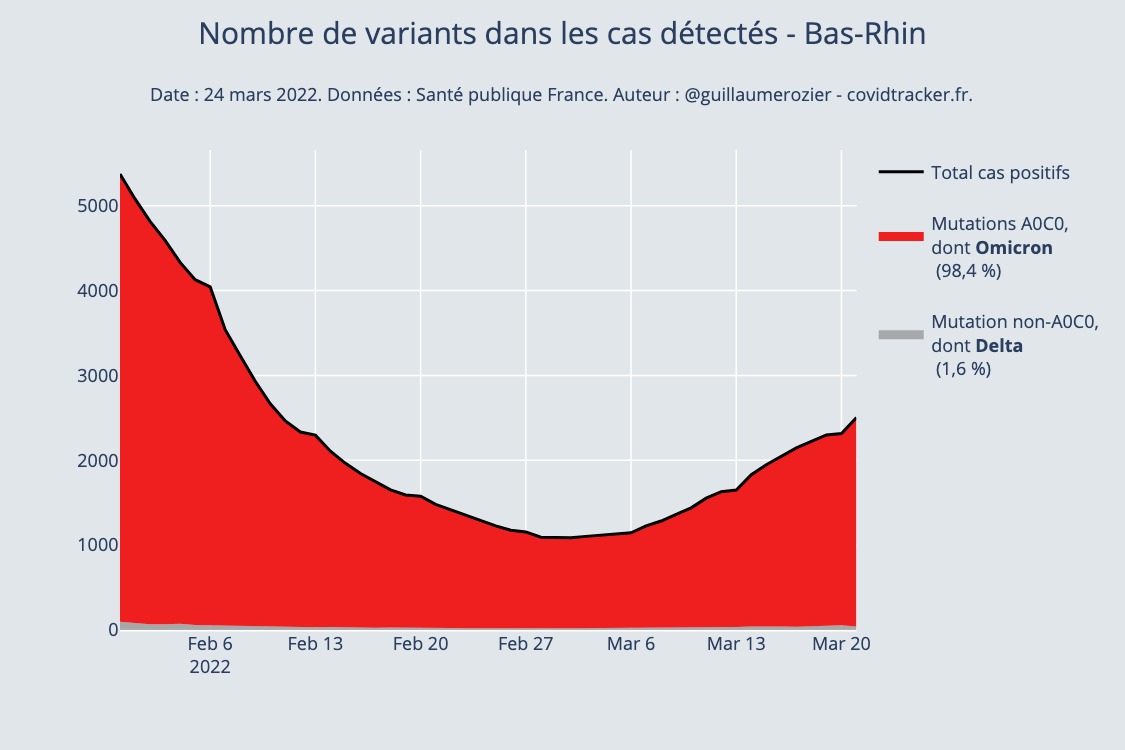 Nombre de variants dans les cas détectés - Bas-Rhin
Date : 24 mars 2022. Données : Santé publique France. Auteur : @guillaumerozier - covidtracker.fr.
Total cas positifs
Mutations A0C0,
dont Omicron
(98,4 %)
Mutation non-A0C0,
dont Delta
(1,6 %)
5000
4000
3000
2000
1000
0
Feb 6 Feb 13 Feb 20 Feb 27 Mar 6 Mar 13 Mar 20
2022